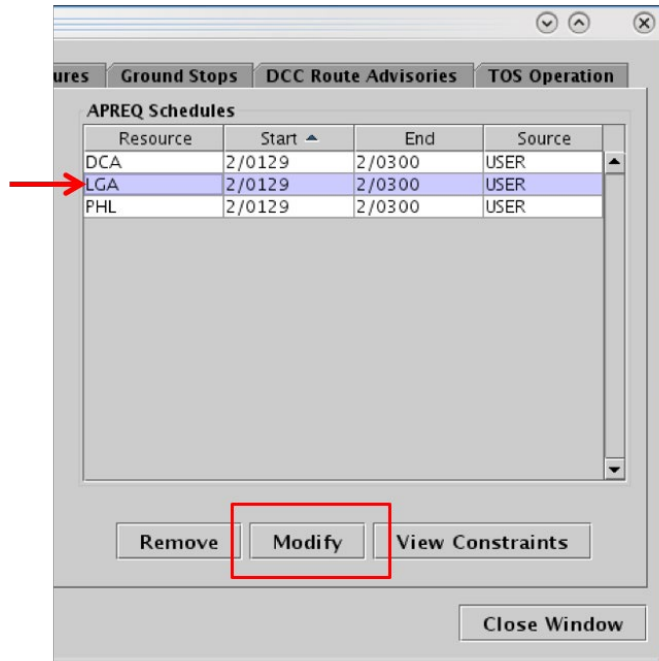 ures Ground Stops DCC Route Advisories TOS Operation
APREQ Schedules
Resource Start End Source
DCA 2/0129 2/0300 USER
LGA 2/0129 2/0300 USER
PHL 2/0129 2/0300 USER
Remove Modify View Constraints
Close Window